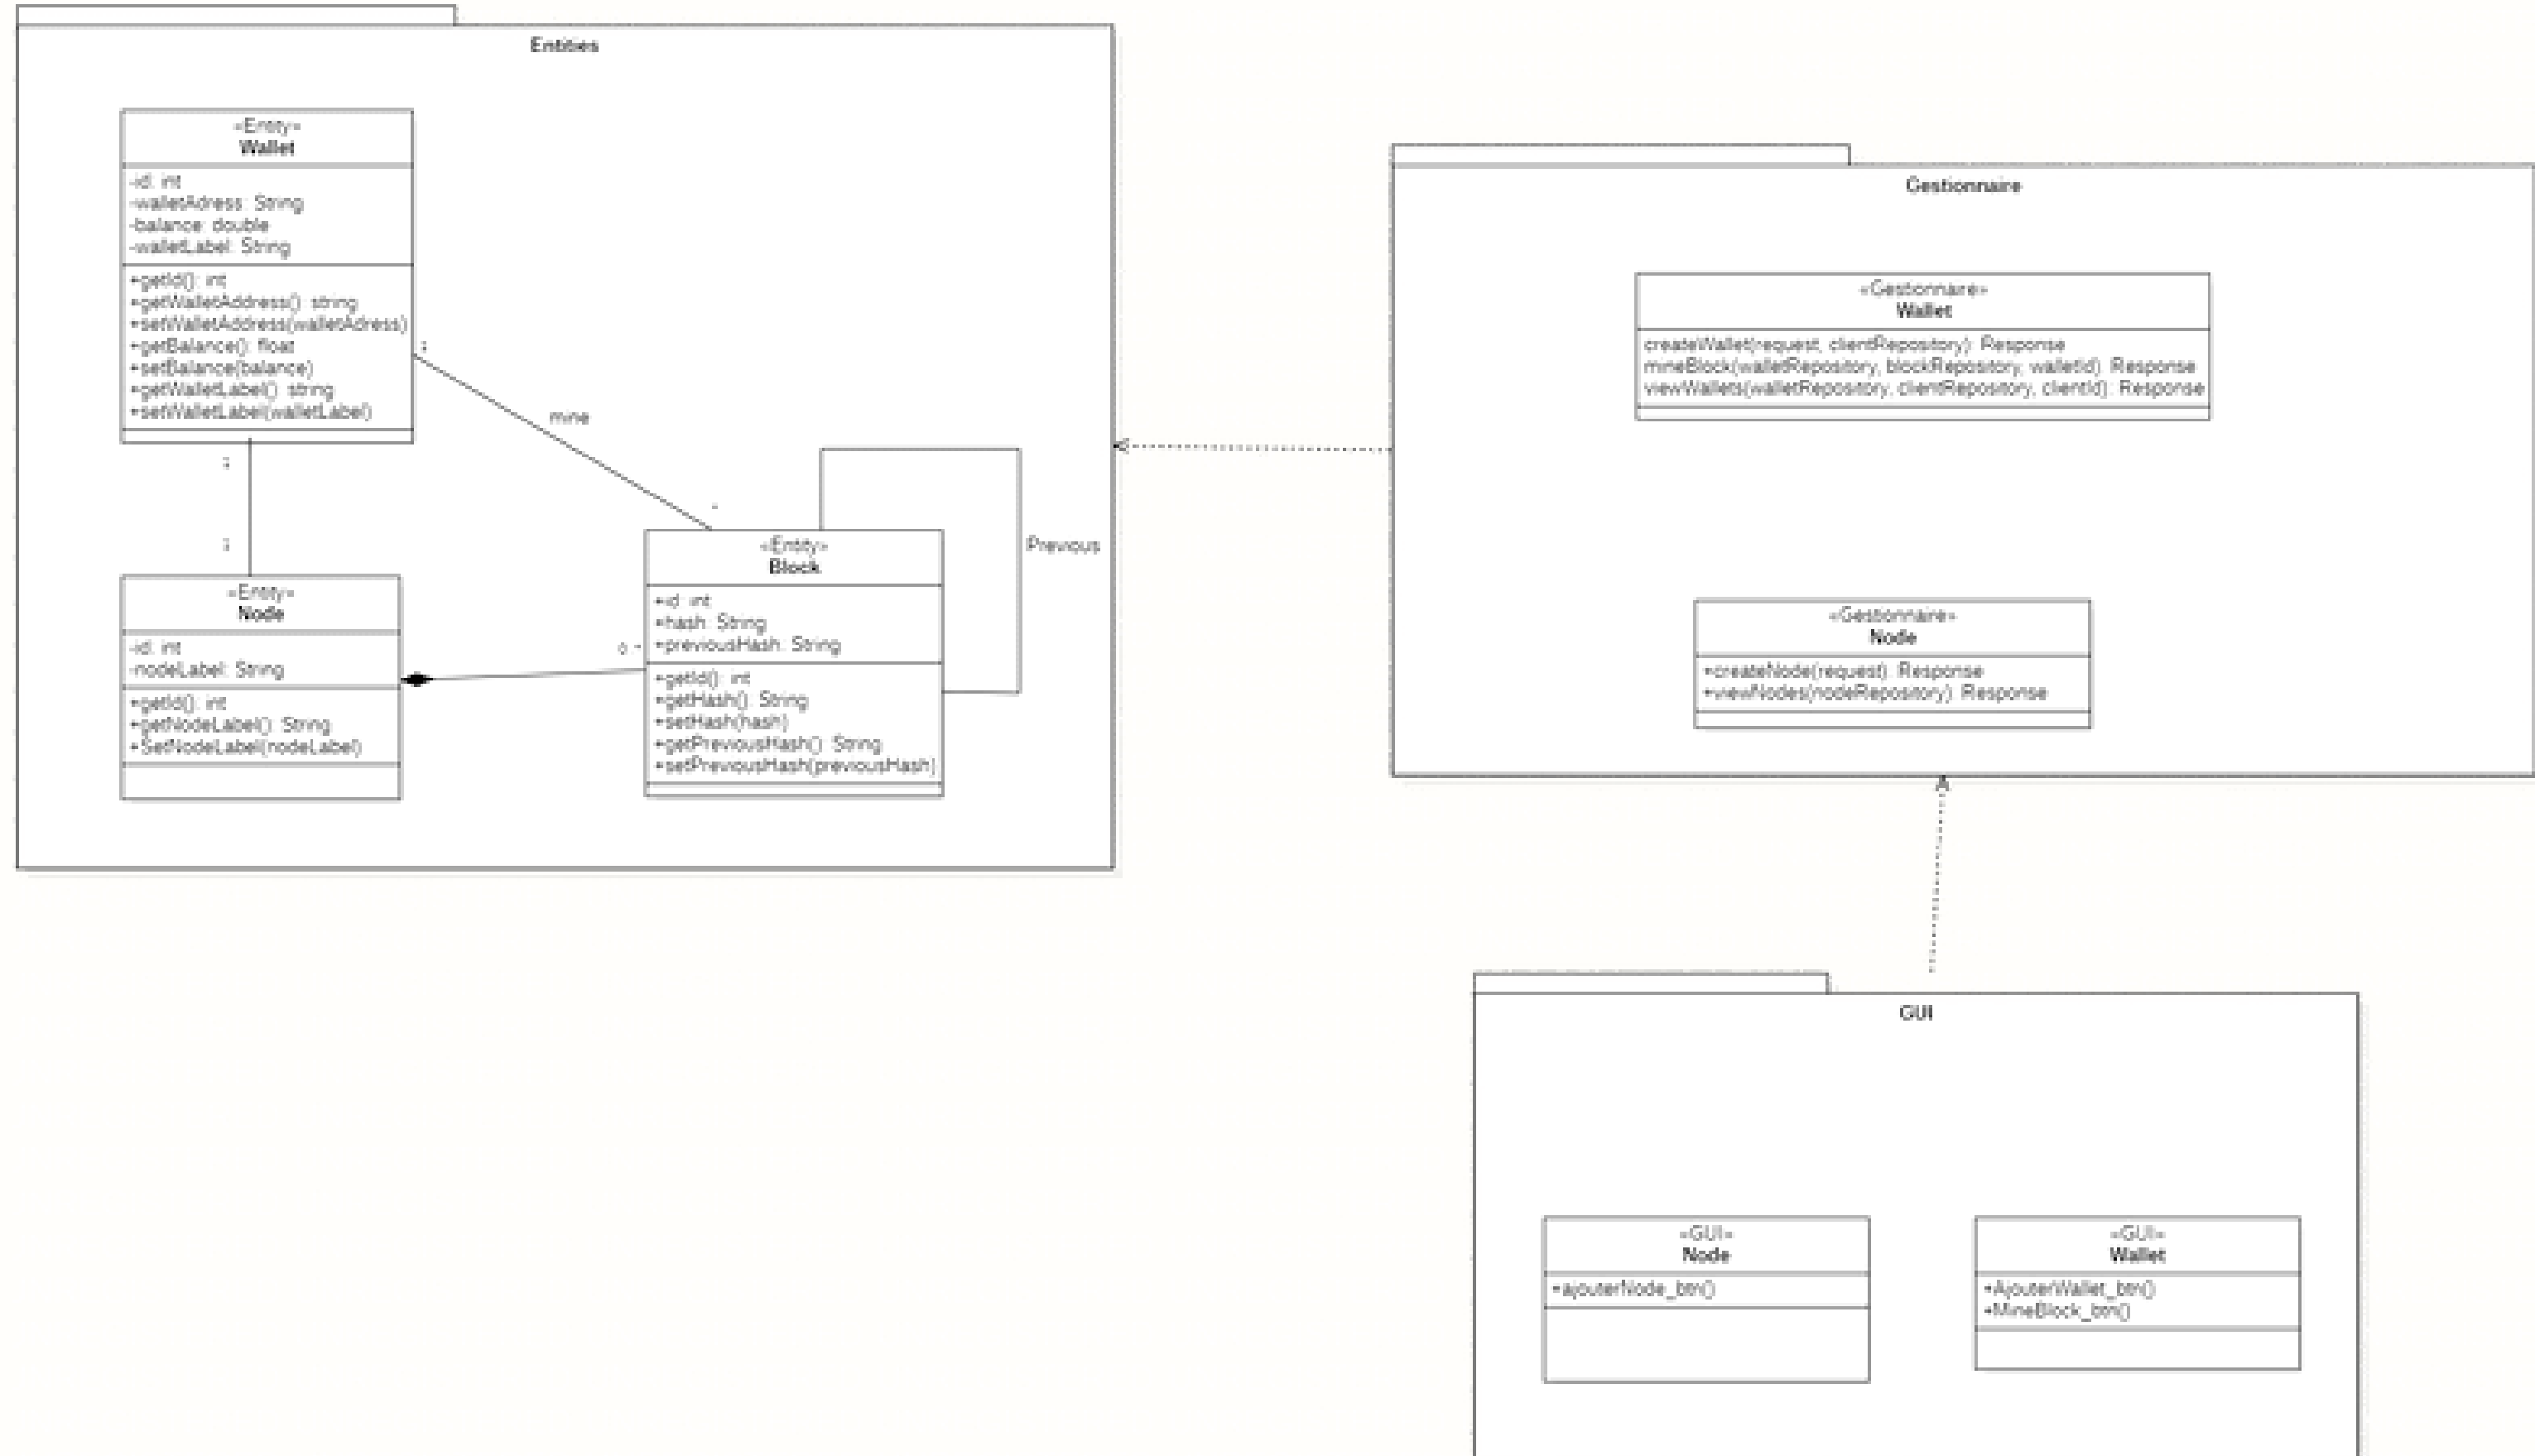 Entities
«Entity»
Wallet
-id: int
-walletAdress: String
-balance: double
-walletLabel: String
+getId(): int
+getWalletAddress(): string
+setWalletAddress(walletAdress)
+getBalance(): float
+setBalance(balance)
+getWalletLabel(): string
+setWalletLabel(walletLabel)
mine
«Entity»
Node
-id: int
-nodeLabel: String
+getId(): int
+getNodeLabel(): String
+SetNodeLabel(nodeLabel)
0..*
«Entity»
Block
+id: int
+hash: String
+previousHash: String
+getId(): int
+getHash(): String
+setHash(hash)
+getPreviousHash(): String
+setPreviousHash(previousHash)
Previous
Gestionnaire
«Gestionnaire»
Wallet
createWallet(request, clientRepository): Response
mineBlock(walletRepository, blockRepository, walletId): Response
viewWallets(walletRepository, clientRepository, clientId): Response
«Gestionnaire»
Node
+createNode(request): Response
+viewNodes(nodeRepository): Response
GUI
«GUI»
Node
+ajouterNode_btn()
«GUI»
Wallet
+AjouterWallet_btn()
+MineBlock_btn()